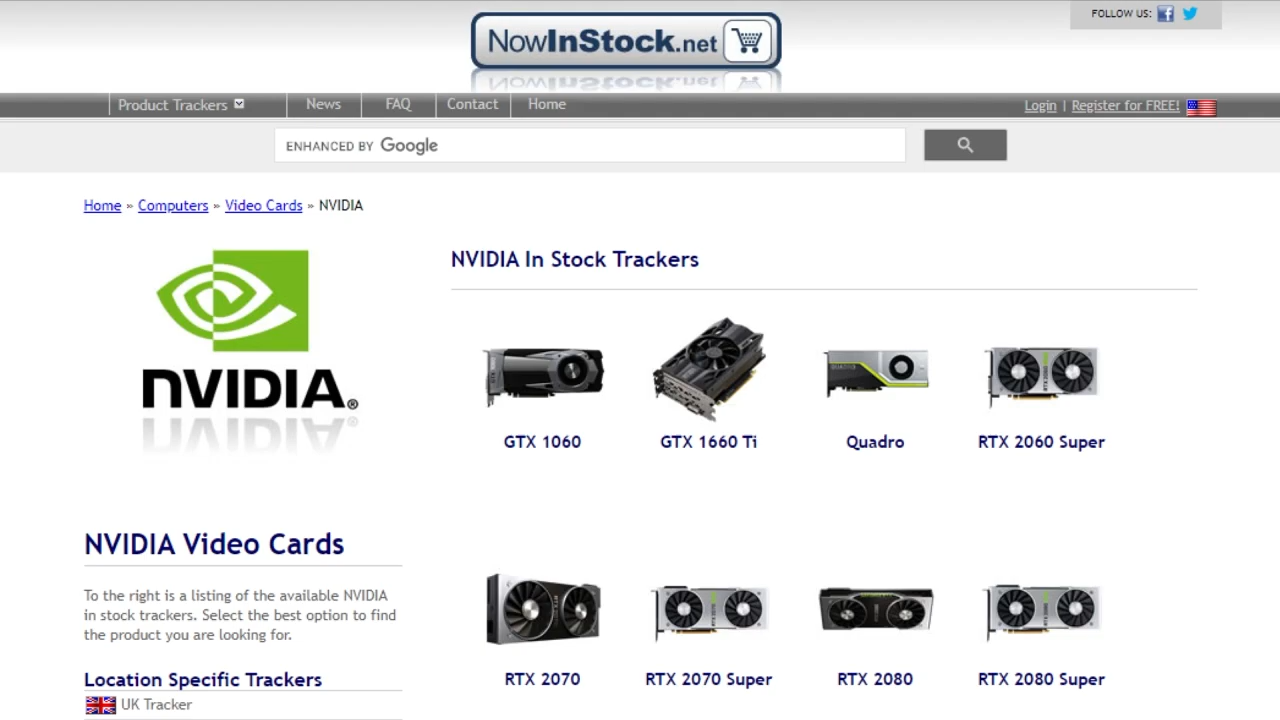 FOLLOW US:
NowInStock.net
Product Trackers
News
FAQ
Contact
Home
Login | Register for FREE!
ENHANCED BY Google
Home » Computers » Video Cards » NVIDIA
NVIDIA®
NVIDIA In Stock Trackers
GTX 1060
GTX 1660 Ti
Quadro
RTX 2060 Super
NVIDIA Video Cards
To the right is a listing of the available NVIDIA
in stock trackers. Select the best option to find
the product you are looking for.
Location Specific Trackers
UK Tracker
RTX 2070
RTX 2070 Super
RTX 2080
RTX 2080 Super